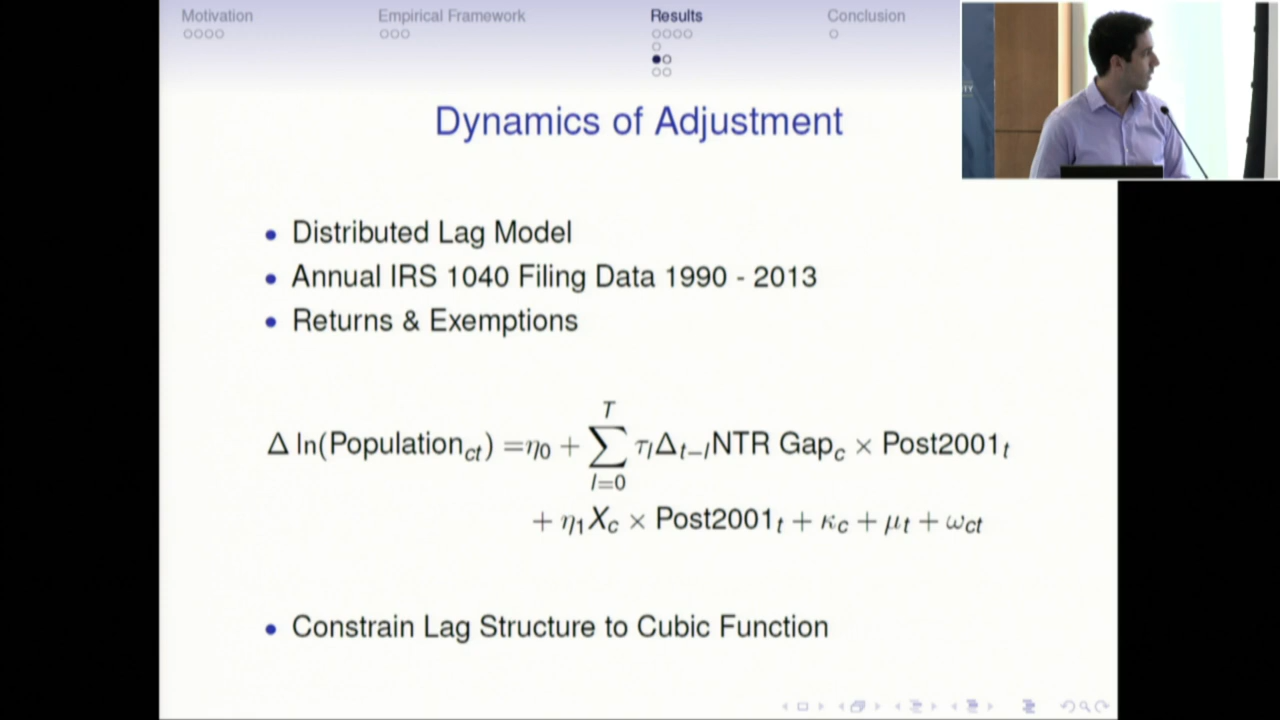 Motivation
Empirical Framework
Results
Conclusion
TY
Dynamics of Adjustment
• Distributed Lag Model
• Annual IRS 1040 Filing Data 1990 - 2013
• Returns & Exemptions
Δ ln(Population_ct) = η_0 + ∑_{l=0}^{T} τ_l Δ_{t−l} NTR Gap_c × Post2001_t
+ η_1 X_c × Post2001_t + κ_c + μ_t + ω_ct
• Constrain Lag Structure to Cubic Function